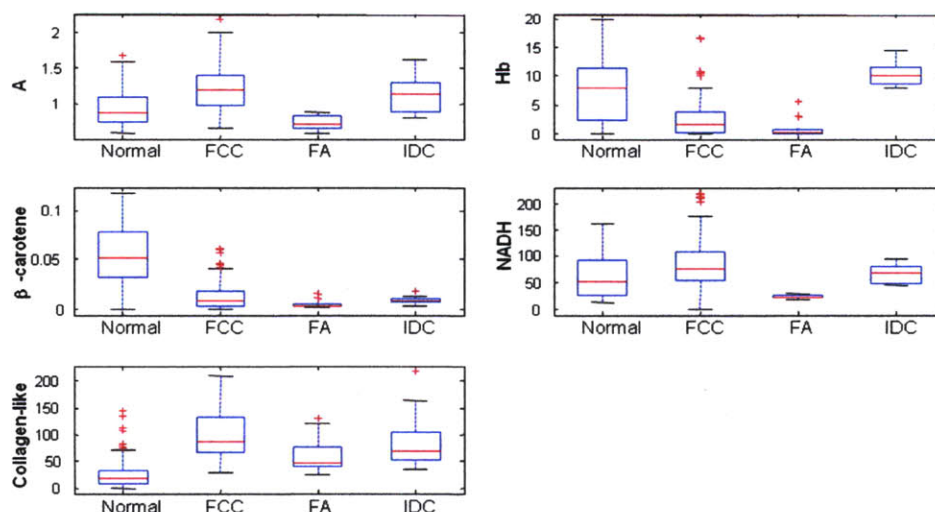 A
1.5
2
1
Normal FCC FA IDC
Hb
20
15
10
5
0
Normal FCC FA IDC
β -carotene
0.1
0.05
0
Normal FCC FA IDC
NADH
200
150
100
50
0
Normal FCC FA IDC
Collagen-like
200
150
100
50
0
Normal FCC FA IDC